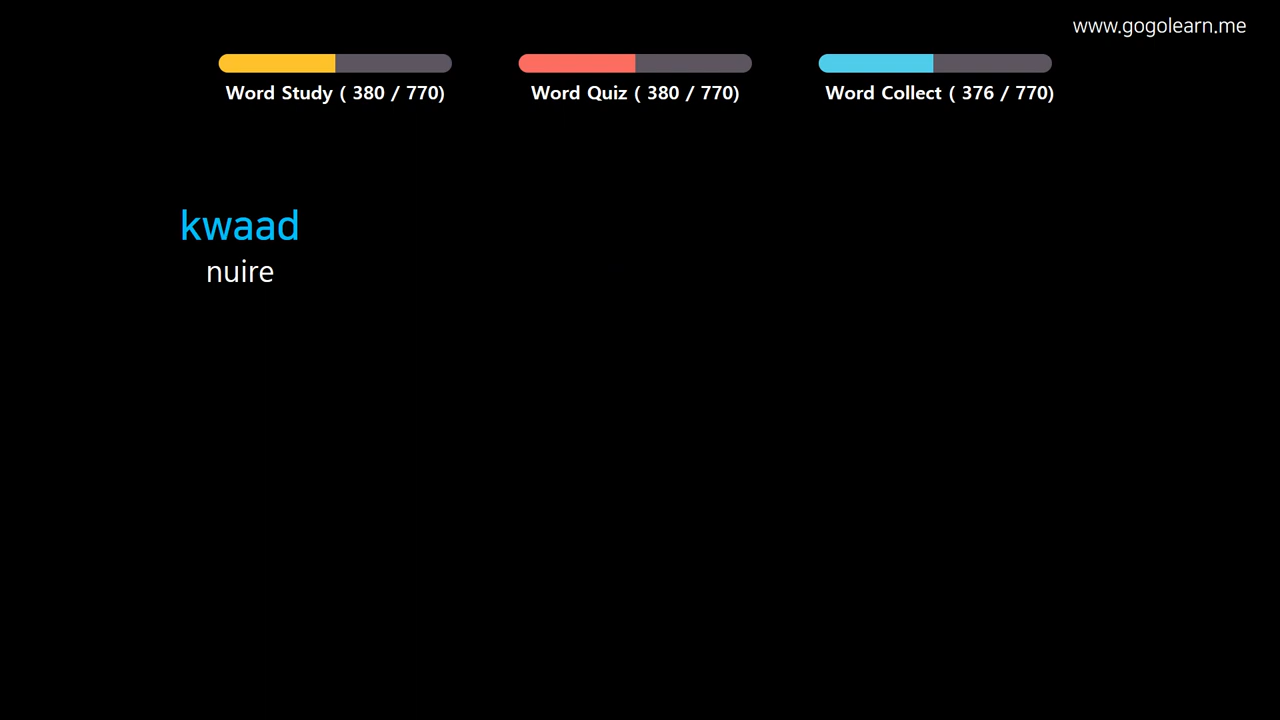 www.gogolearn.me
Word Study ( 380 / 770)
Word Quiz ( 380 / 770)
Word Collect ( 376 / 770)
kwaad
nuire